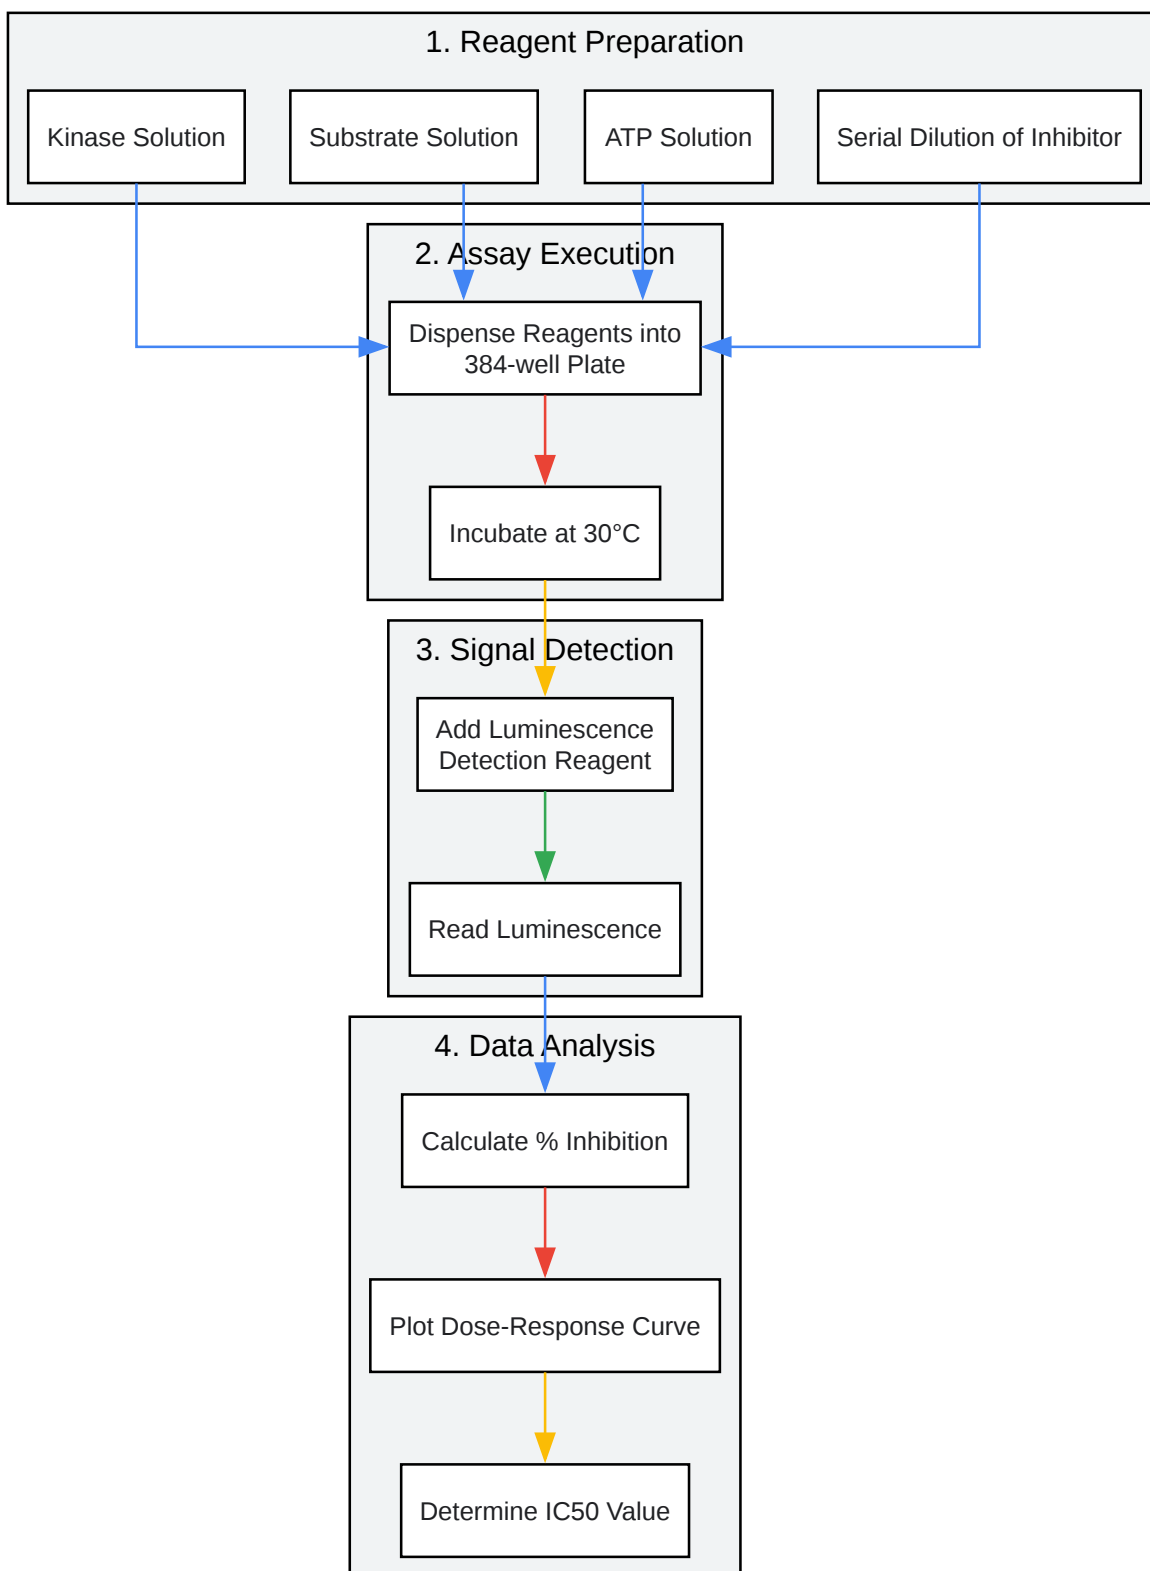 1. Reagent Preparation
Kinase Solution
Substrate Solution
ATP Solution
Serial Dilution of Inhibitor
2. Assay Execution
Dispense Reagents into
384-well Plate
Incubate at 30°C
3. Signal Detection
Add Luminescence
Detection Reagent
Read Luminescence
4. Data Analysis
Calculate % Inhibition
Plot Dose-Response Curve
Determine IC50 Value